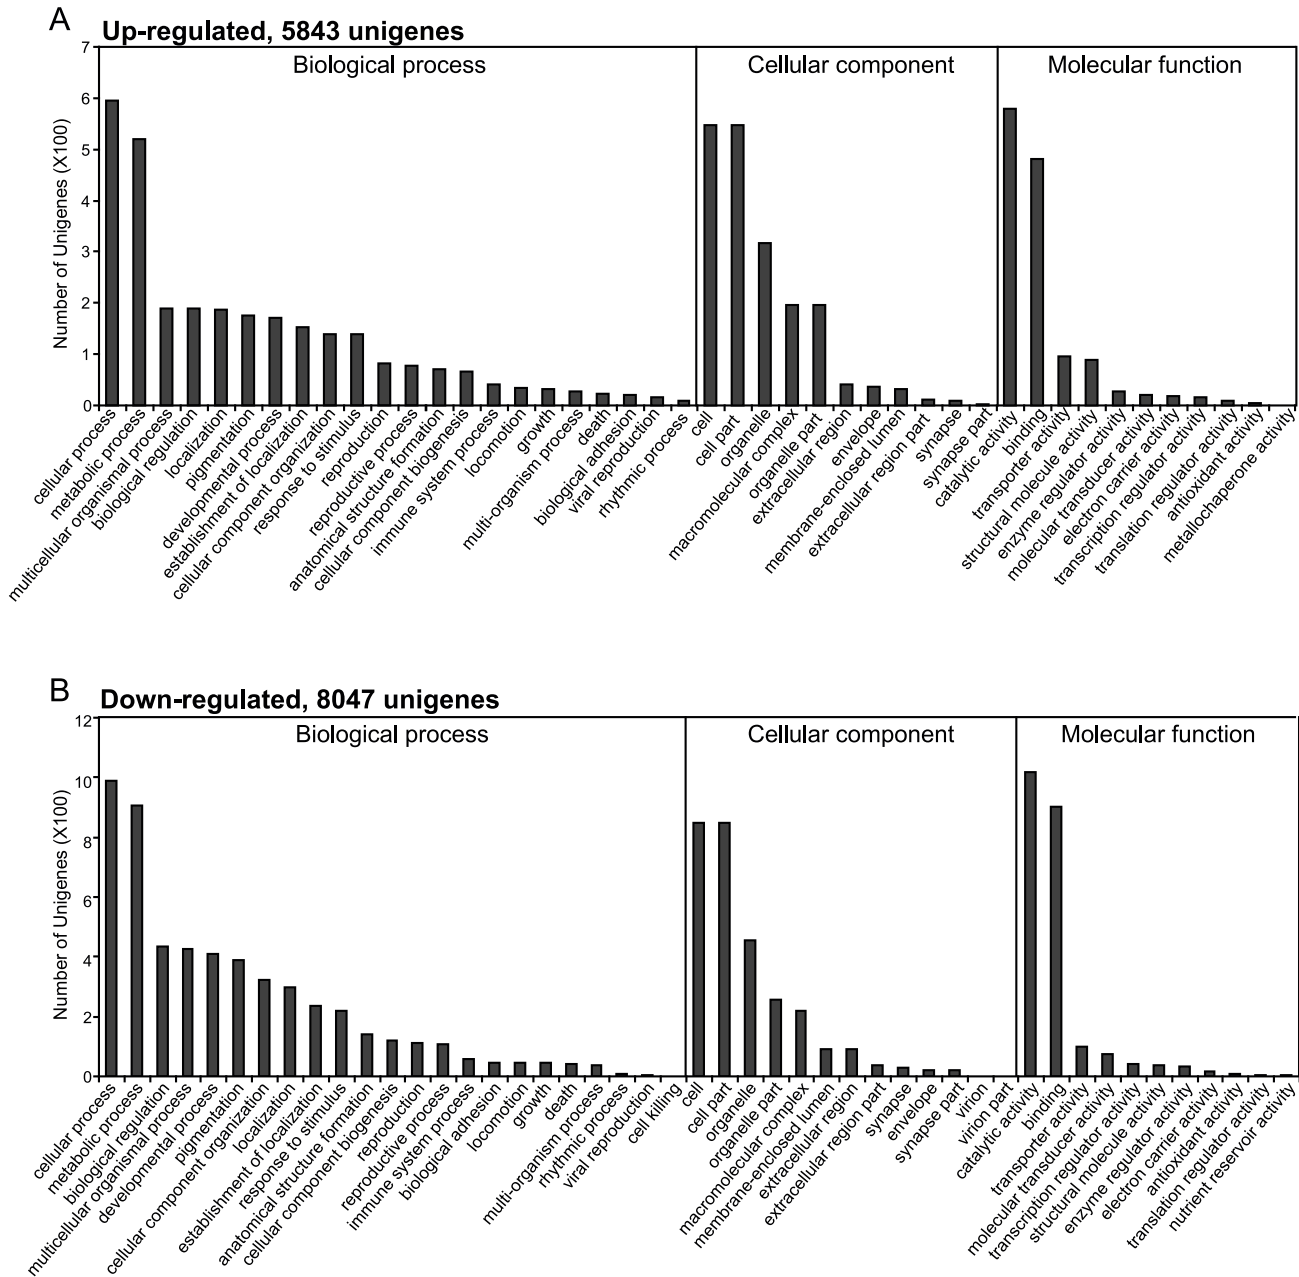 A
Up-regulated, 5843 unigenes
Biological process
Cellular component
Molecular function
Number of Unigenes (X100)
7
6
5
4
3
2
1
0
cellular process
metabolic process
multicellular organismal process
biological regulation
localization
pigmentation
developmental process
establishment of localization
cellular component organization
response to stimulus
reproduction
reproductive process
anatomical structure formation
cellular component biogenesis
immune system process
locomotion
growth
multi-organism process
death
biological adhesion
viral reproduction
rhythmic process
cell
cell part
organelle
macromolecular complex
organelle part
extracellular region
envelope
membrane-enclosed lumen
extracellular region part
synapse
synapse part
catalytic activity
binding
transporter activity
structural molecule activity
enzyme regulator activity
molecular transducer activity
electron carrier activity
transcription regulator activity
translation regulator activity
antioxidant activity
metallochaperone activity
B
Down-regulated, 8047 unigenes
Biological process
Cellular component
Molecular function
Number of Unigenes (X100)
12
10
8
6
4
2
0
cellular process
metabolic process
biological regulation
multicellular organismal process
developmental process
pigmentation
cellular component organization
localization
establishment of localization
response to stimulus
anatomical structure formation
cellular component biogenesis
reproduction
reproductive process
immune system process
biological adhesion
locomotion
growth
death
multi-organism process
rhythmic process
viral reproduction
cell killing
cell
cell part
organelle
organelle part
macromolecular complex
membrane-enclosed lumen
extracellular region
extracellular region part
synapse
envelope
synapse part
virion
virion part
catalytic activity
binding
transporter activity
molecular transducer activity
transcription regulator activity
structural molecule activity
enzyme regulator activity
electron carrier activity
antioxidant activity
translation regulator activity
nutrient reservoir activity